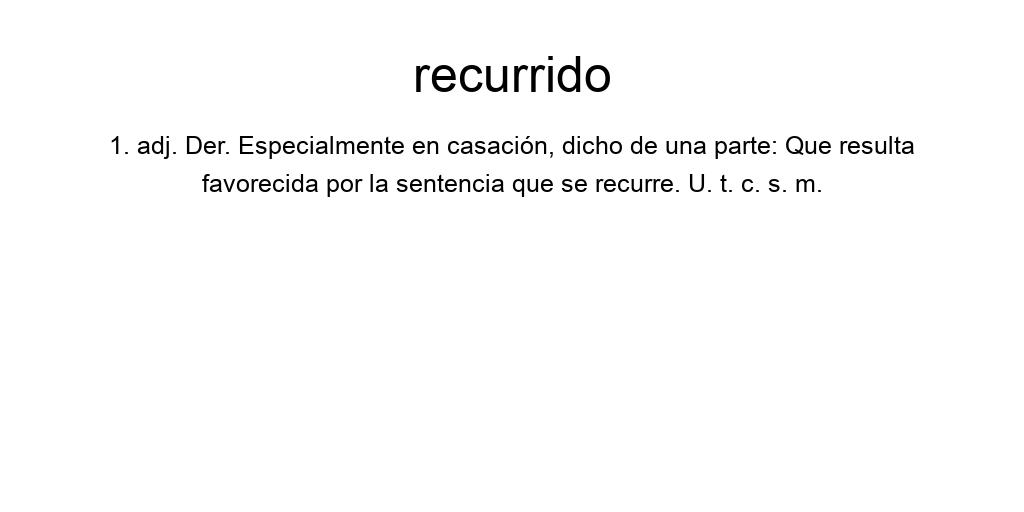 recurrido
1. adj. Der. Especialmente en casación, dicho de una parte: Que resulta
favorecida por la sentencia que se recurre. U. t. c. s. m.